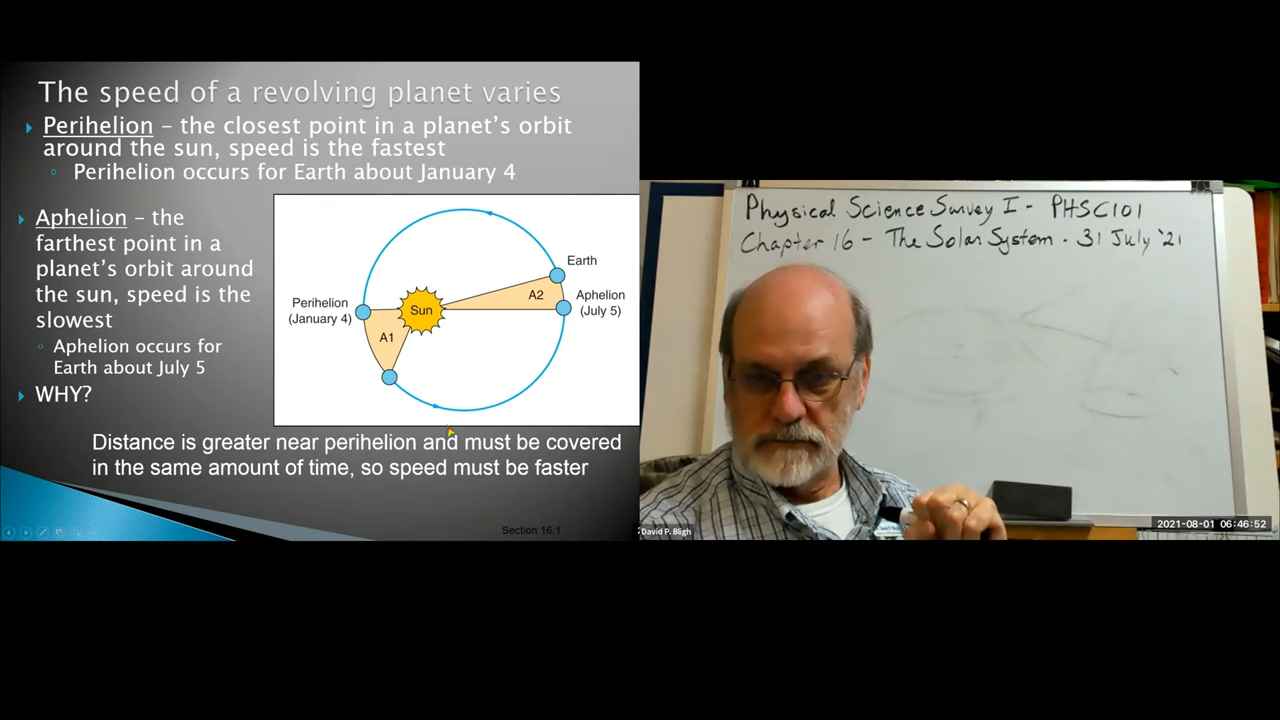 The speed of a revolving planet varies
Perihelion – the closest point in a planet's orbit
around the sun, speed is the fastest
Perihelion occurs for Earth about January 4
Aphelion – the
farthest point in a
planet's orbit around
the sun, speed is the
slowest
Aphelion occurs for
Earth about July 5
WHY?
Earth
A2
Aphelion
(July 5)
Perihelion
(January 4)
Sun
A1
Distance is greater near perihelion and must be covered
in the same amount of time, so speed must be faster
Section 16.1
Physical Science Survey I - PHSC101
Chapter 16 - The Solar System - 31 July '21
David P. Bligh
2021-08-01 06:46:52